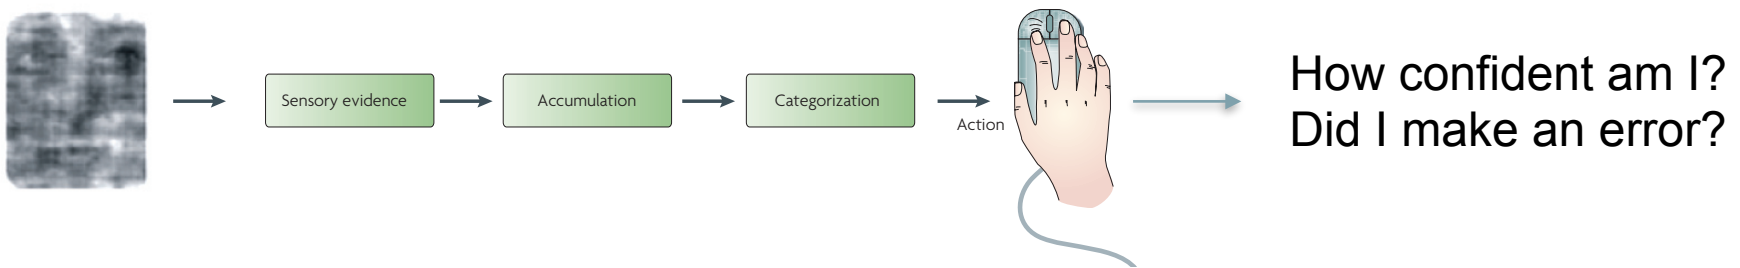 Sensory evidence
Accumulation
Categorization
Action
How confident am I?
Did I make an error?